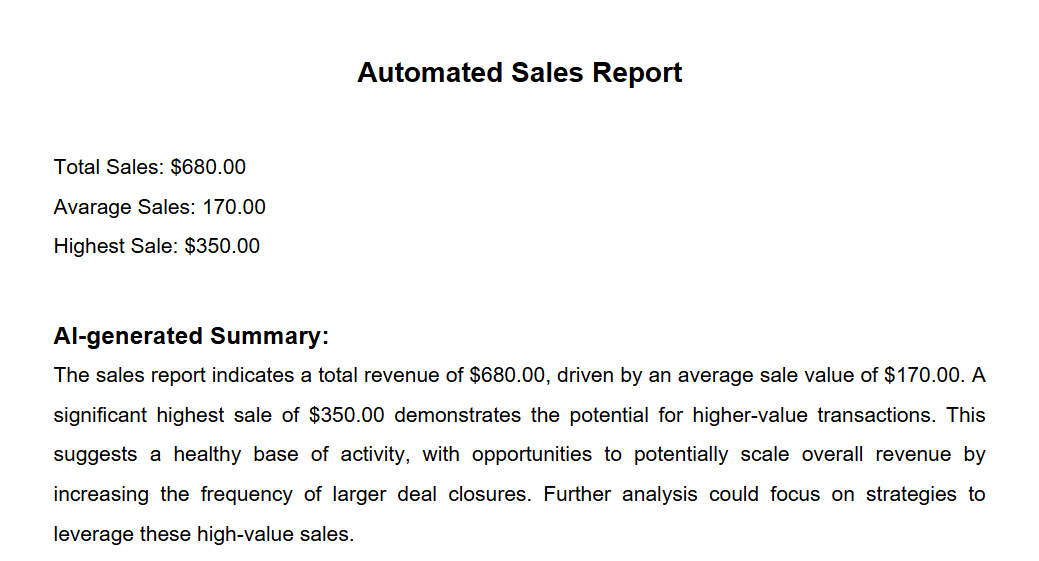 Automated Sales Report
Total Sales: $680.00
Avarage Sales: 170.00
Highest Sale: $350.00
AI-generated Summary:
The sales report indicates a total revenue of $680.00, driven by an average sale value of $170.00. A
significant highest sale of $350.00 demonstrates the potential for higher-value transactions. This
suggests a healthy base of activity, with opportunities to potentially scale overall revenue by
increasing the frequency of larger deal closures. Further analysis could focus on strategies to
leverage these high-value sales.